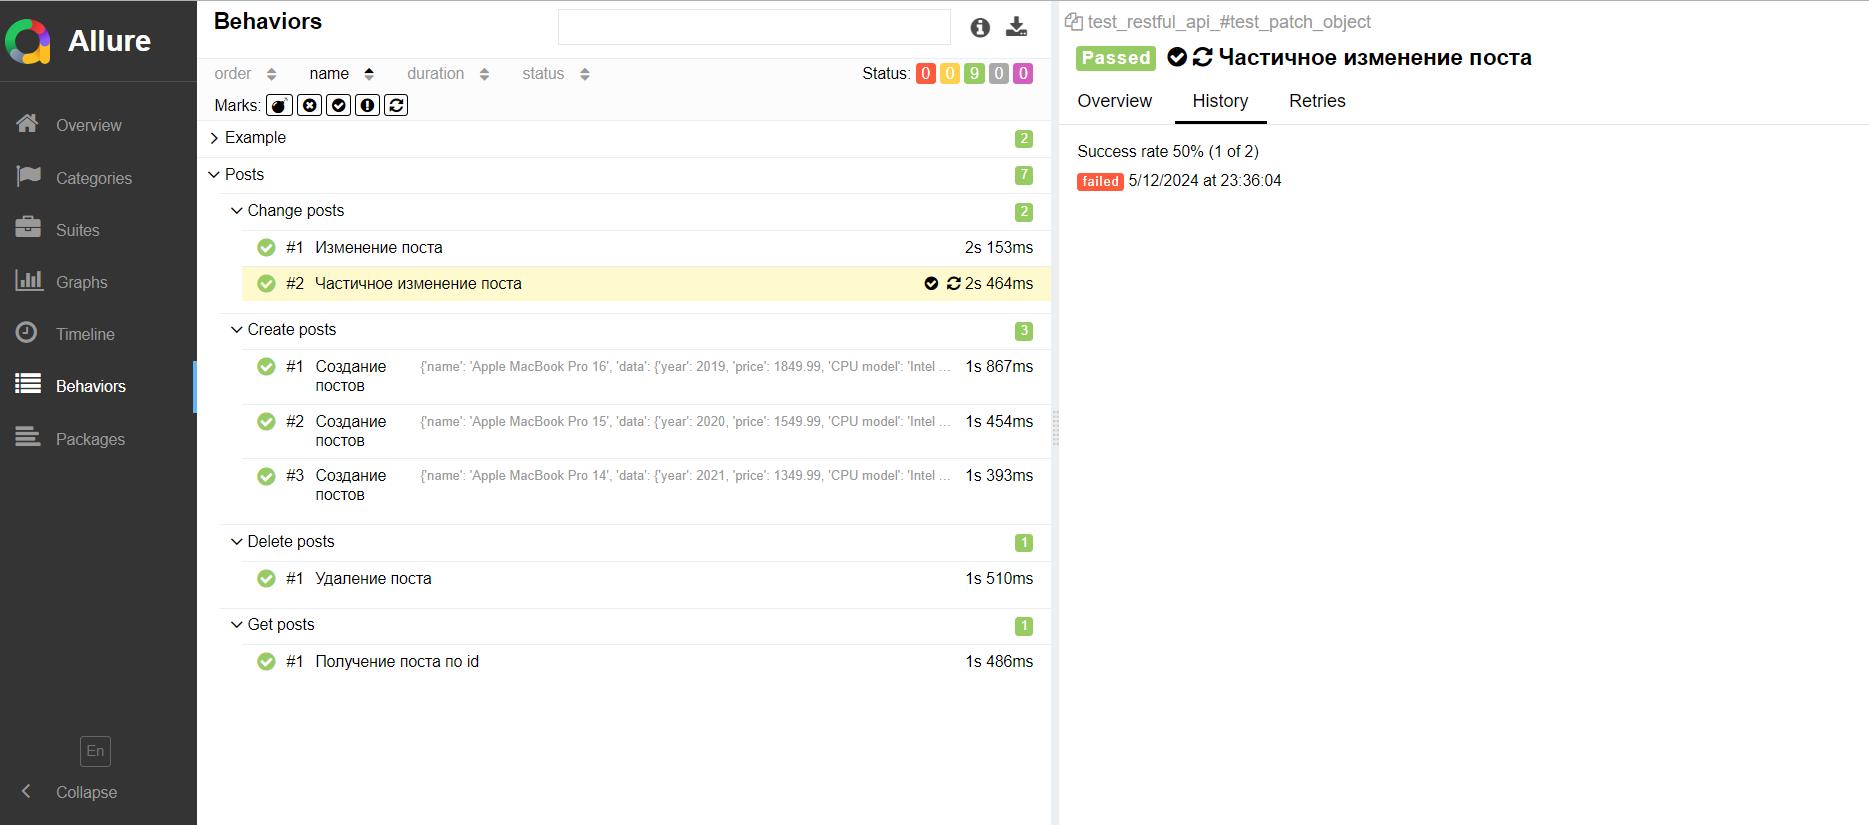 Allure
Overview
Categories
Suites
Graphs
Timeline
Behaviors
Packages
En
Collapse
Behaviors
order name duration status Status: 0 0 9 0 0
Marks:
Example 2
Posts 7
Change posts 2
#1 Изменение поста 2s 153ms
#2 Частичное изменение поста 2s 464ms
Create posts 3
#1 Создание постов {'name': 'Apple MacBook Pro 16', 'data': {'year': 2019, 'price': 1849.99, 'CPU model': 'Intel ... 1s 867ms
#2 Создание постов {'name': 'Apple MacBook Pro 15', 'data': {'year': 2020, 'price': 1549.99, 'CPU model': 'Intel ... 1s 454ms
#3 Создание постов {'name': 'Apple MacBook Pro 14', 'data': {'year': 2021, 'price': 1349.99, 'CPU model': 'Intel ... 1s 393ms
Delete posts 1
#1 Удаление поста 1s 510ms
Get posts 1
#1 Получение поста по id 1s 486ms
test_restful_api_#test_patch_object
Passed Частичное изменение поста
Overview History Retries
Success rate 50% (1 of 2)
failed 5/12/2024 at 23:36:04